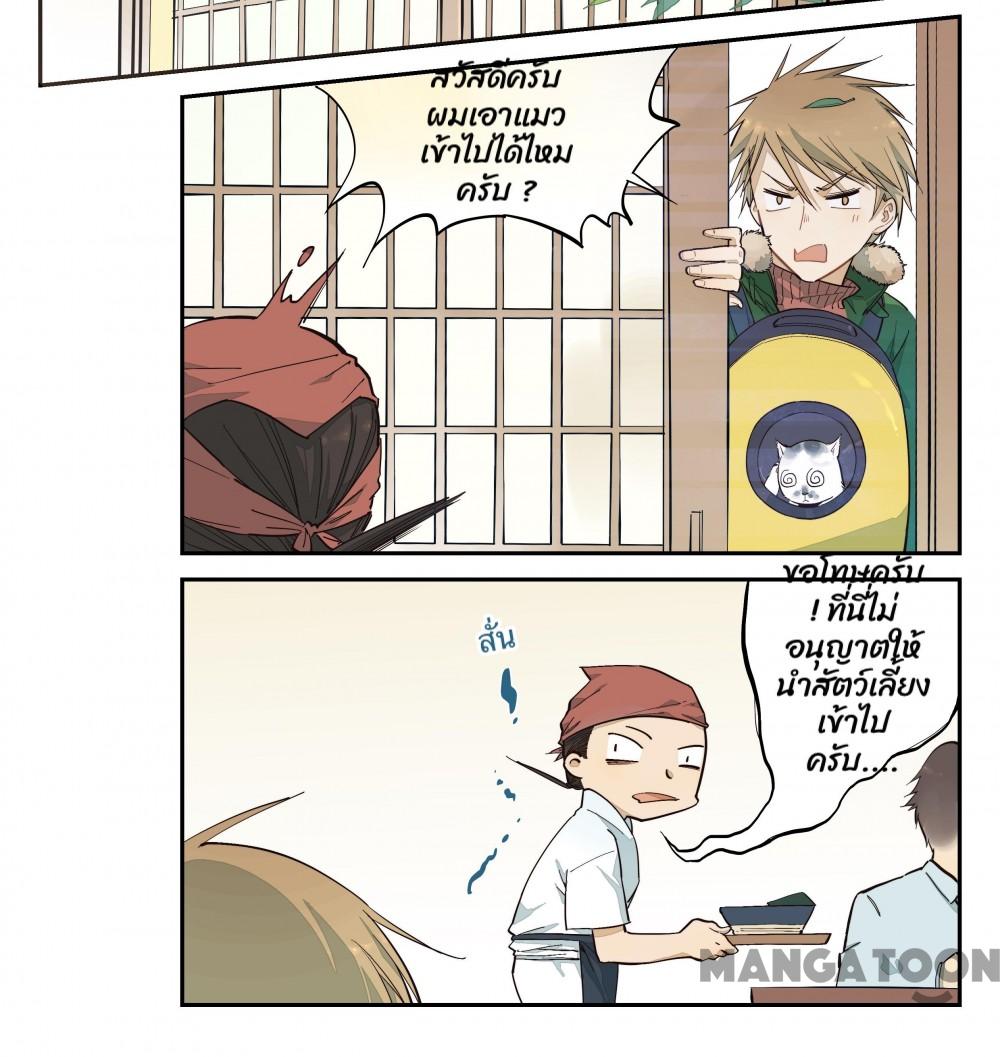 สวัสดีครับ
ผมเอาแมว
เข้าไปได้ไหม
ครับ ?
ขอโทษครับ
! ที่นี่ไม่
อนุญาตให้
นำสัตว์เลี้ยง
เข้าไป
ครับ....
สั่น
MANGATOON